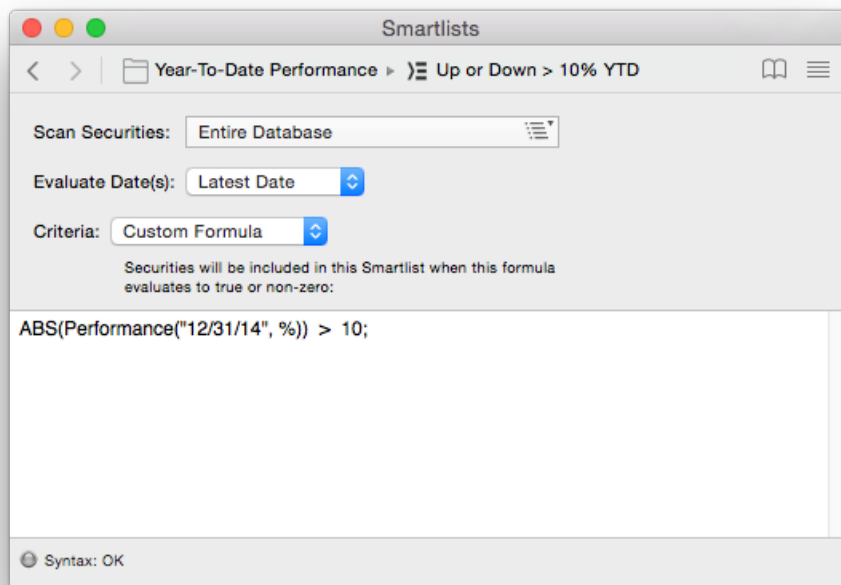 Smartlists
Year-To-Date Performance Up or Down > 10% YTD
Scan Securities: Entire Database
Evaluate Date(s): Latest Date
Criteria: Custom Formula
Securities will be included in this Smartlist when this formula
evaluates to true or non-zero:
ABS(Performance("12/31/14", %)) > 10;
Syntax: OK